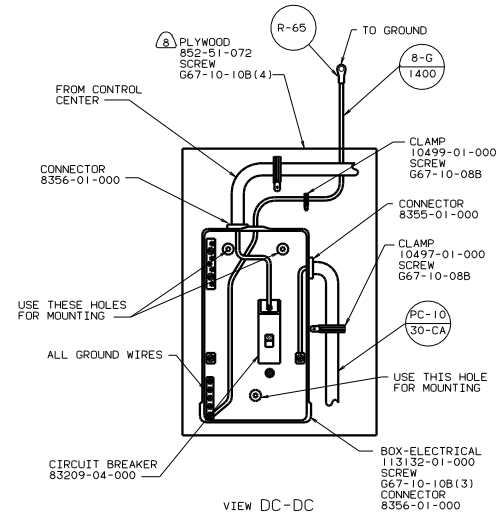 R-65
TO GROUND
8 PLYWOOD
852-51-072
SCREW
G67-10-10B(4)
8-G
1400
FROM CONTROL
CENTER
CLAMP
10499-01-000
SCREW
G67-10-08B
CONNECTOR
8356-01-000
CONNECTOR
8355-01-000
CLAMP
10497-01-000
SCREW
G67-10-08B
USE THESE HOLES
FOR MOUNTING
PC-10
30-CA
ALL GROUND WIRES
USE THIS HOLE
FOR MOUNTING
CIRCUIT BREAKER
83209-04-000
BOX-ELECTRICAL
113132-01-000
SCREW
G67-10-10B(3)
CONNECTOR
8356-01-000
VIEW DC-DC